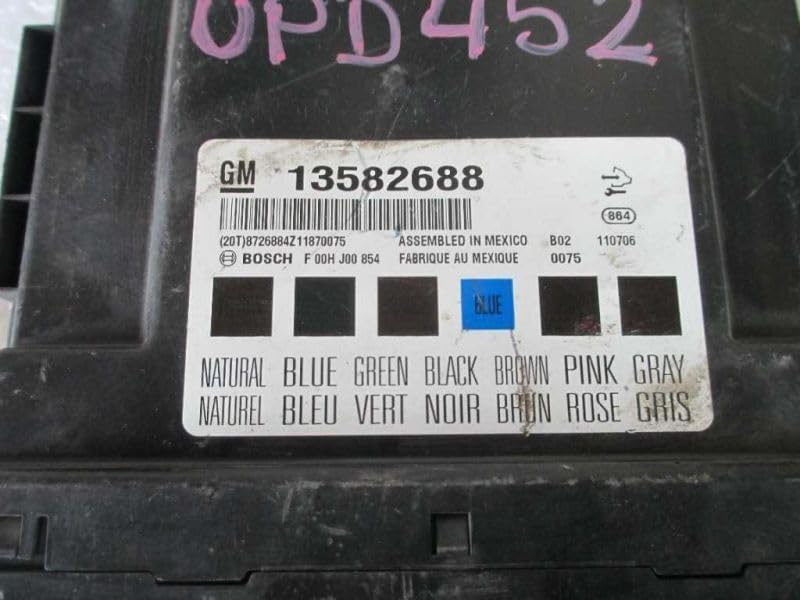 OPD452
GM 13582688
864
(20T)8726884Z11870075 ASSEMBLED IN MEXICO B02 110706
BOSCH F 00H J00 854 FABRIQUE AU MEXIQUE 0075
BLUE
NATURAL BLUE GREEN BLACK BROWN PINK GRAY
NATUREL BLEU VERT NOIR BRUN ROSE GRIS